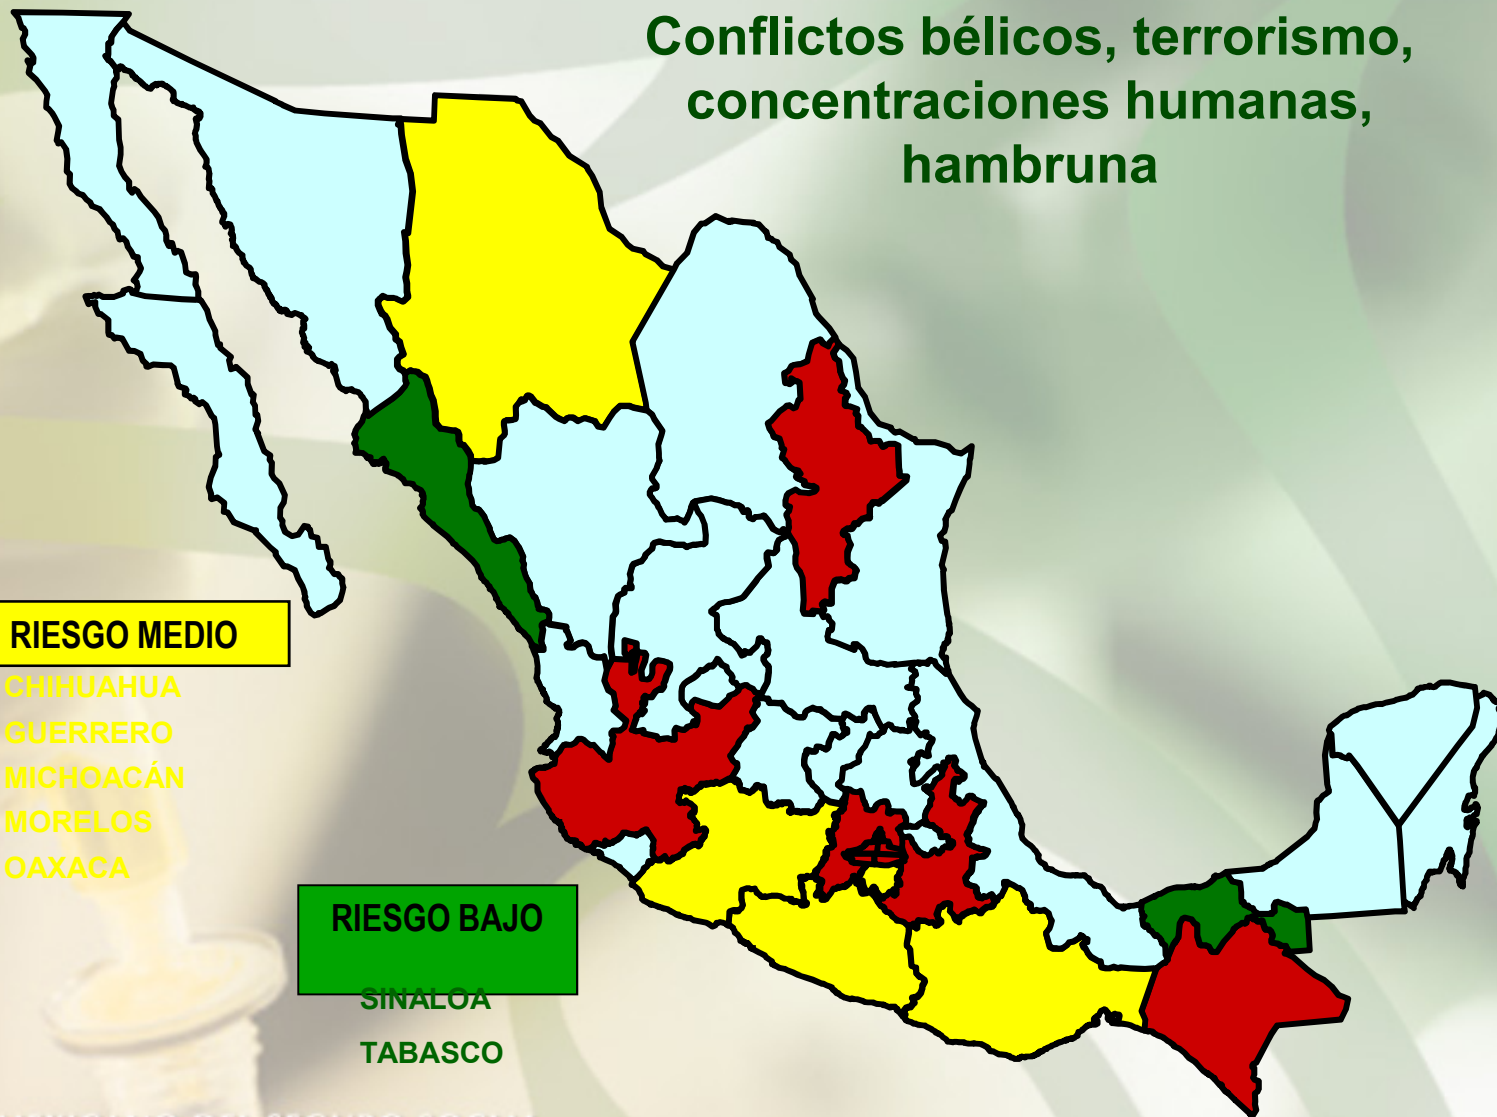 Conflictos bélicos, terrorismo,
concentraciones humanas,
hambruna
RIESGO MEDIO
CHIHUAHUA
GUERRERO
MICHOACÁN
MORELOS
OAXACA
RIESGO BAJO
SINALOA
TABASCO